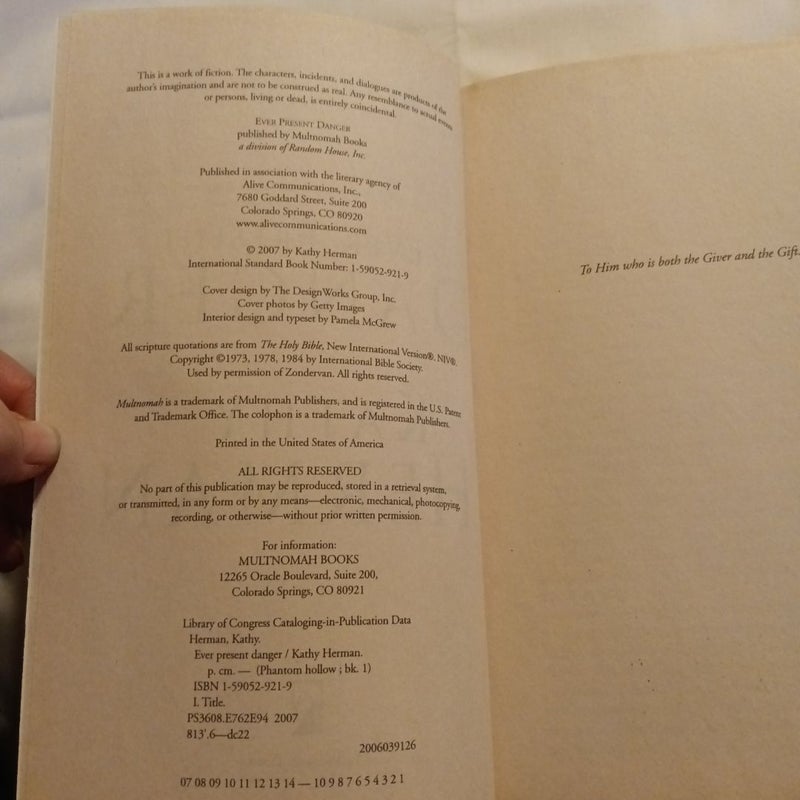 This is a work of fiction. The characters, incidents, and dialogues are products of the
author's imagination and are not to be construed as real. Any resemblance to actual events
or persons, living or dead, is entirely coincidental.
EVER PRESENT DANGER
published by Multnomah Books
a division of Random House, Inc.
Published in association with the literary agency of
Alive Communications, Inc.,
7680 Goddard Street, Suite 200
Colorado Springs, CO 80920
www.alivecommunications.com
© 2007 by Kathy Herman
International Standard Book Number: 1-59052-921-9
Cover design by The DesignWorks Group, Inc.
Cover photos by Getty Images
Interior design and typeset by Pamela McGrew
All scripture quotations are from The Holy Bible, New International Version®. NIV®.
Copyright ©1973, 1978, 1984 by International Bible Society.
Used by permission of Zondervan. All rights reserved.
Multnomah is a trademark of Multnomah Publishers, and is registered in the U.S. Patent
and Trademark Office. The colophon is a trademark of Multnomah Publishers.
Printed in the United States of America
ALL RIGHTS RESERVED
No part of this publication may be reproduced, stored in a retrieval system,
or transmitted, in any form or by any means—electronic, mechanical, photocopying,
recording, or otherwise—without prior written permission.
For information:
MULTNOMAH BOOKS
12265 Oracle Boulevard, Suite 200,
Colorado Springs, CO 80921
Library of Congress Cataloging-in-Publication Data
Herman, Kathy.
Ever present danger / Kathy Herman.
p. cm. — (Phantom hollow ; bk. 1)
ISBN 1-59052-921-9
I. Title.
PS3608.E762E94 2007
813'.6—dc22
2006039126
07 08 09 10 11 12 13 14 — 10 9 8 7 6 5 4 3 2 1
To Him who is both the Giver and the Gift.